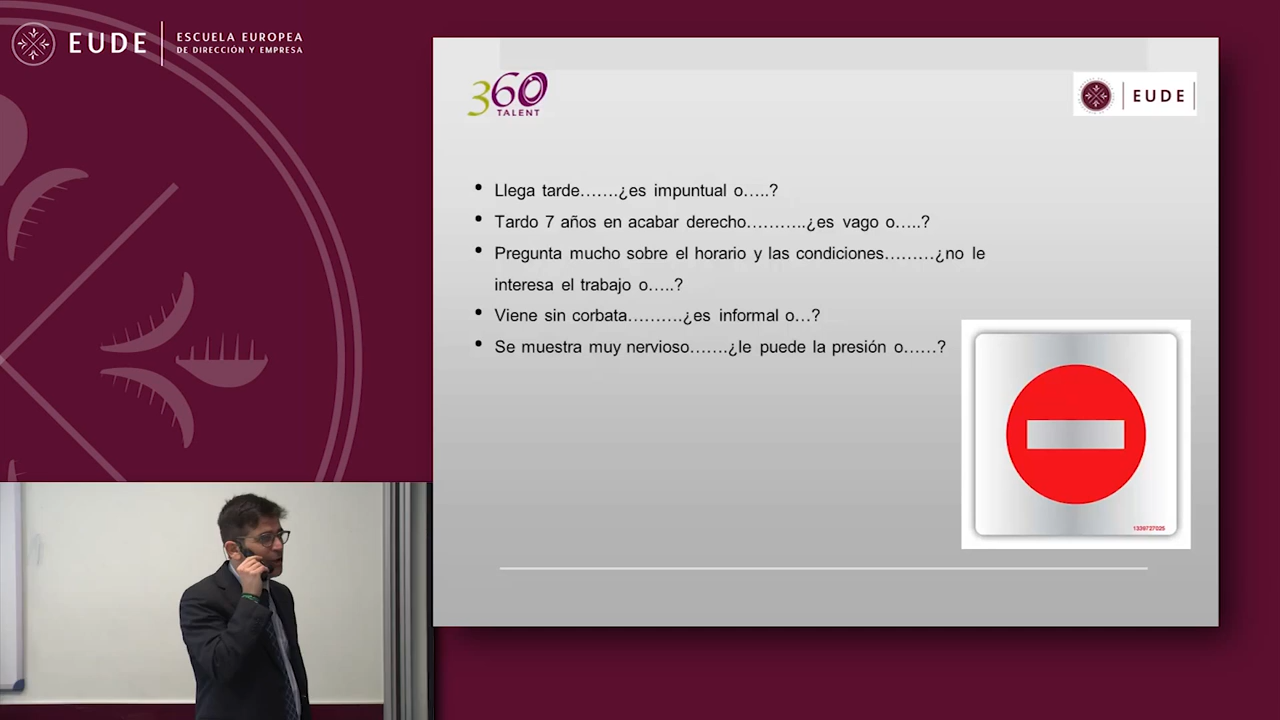 EUDE
ESCUELA EUROPEA
DE DIRECCIÓN Y EMPRESA
360
TALENT
EUDE
• Llega tarde…….¿es impuntual o…..?
• Tardo 7 años en acabar derecho………..¿es vago o…..?
• Pregunta mucho sobre el horario y las condiciones………¿no le
interesa el trabajo o…..?
• Viene sin corbata……….¿es informal o…?
• Se muestra muy nervioso…….¿le puede la presión o……?
1339727025